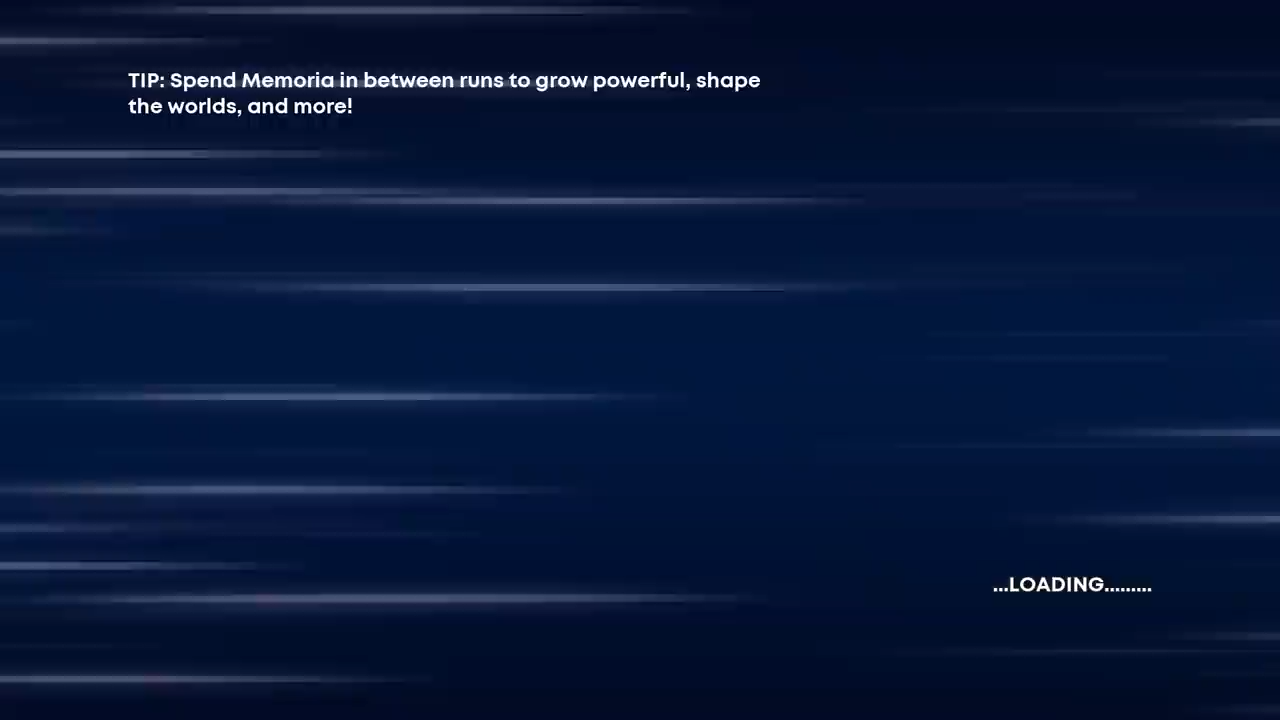 TIP: Spend Memoria in between runs to grow powerful, shape
the worlds, and more!
...LOADING.........